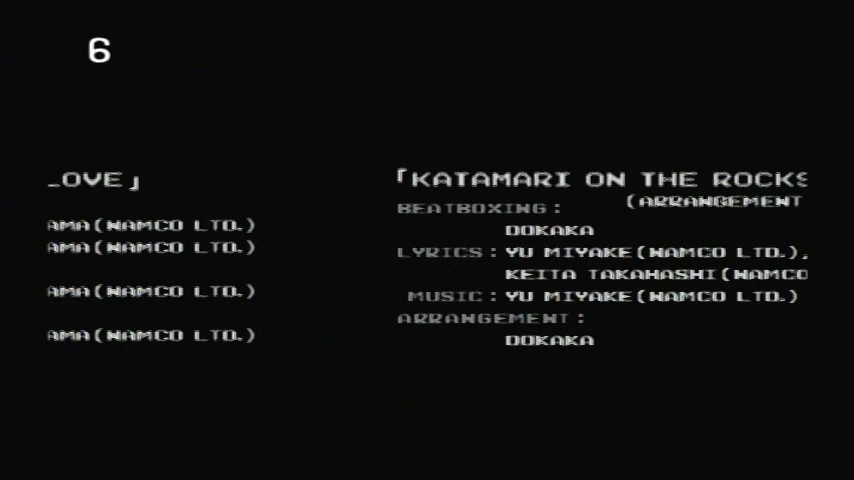 6
OVE」
AMA(NAMCO LTD.)
AMA(NAMCO LTD.)
AMA(NAMCO LTD.)
AMA(NAMCO LTD.)
「KATAMARI ON THE ROCKS
(ARRANGEMENT
BEATBOXING:
DOKAKA
LYRICS:YU MIYAKE(NAMCO LTD.),
KEITA TAKAHASHI(NAMCO
MUSIC:YU MIYAKE(NAMCO LTD.)
ARRANGEMENT:
DOKAKA